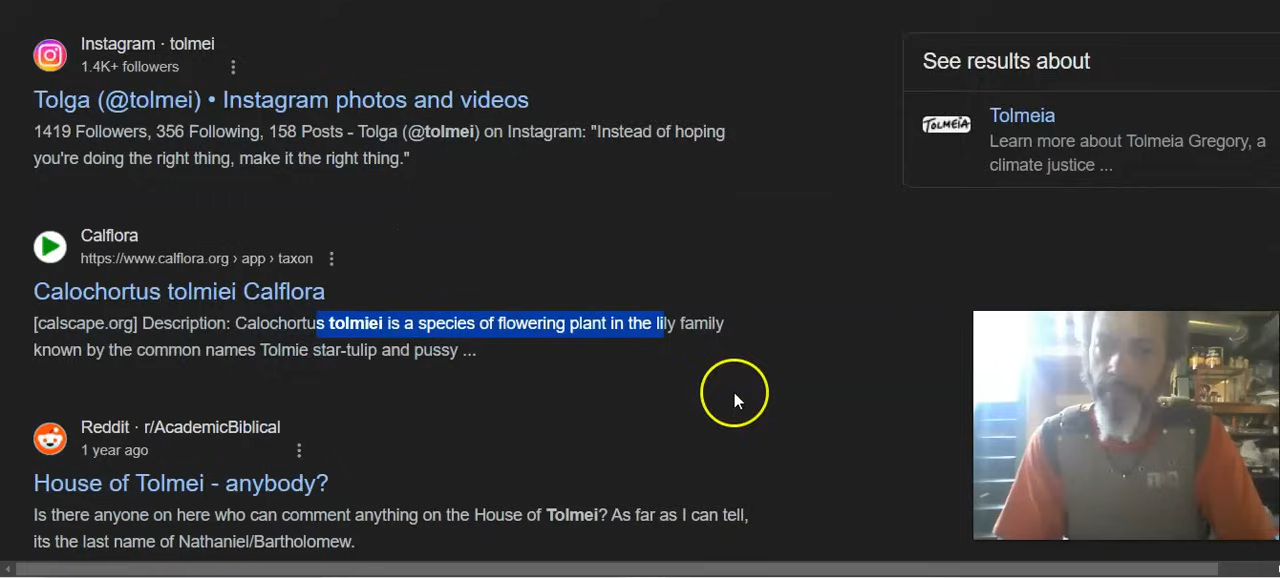 Instagram · tolmei
1.4K+ followers
Tolga (@tolmei) • Instagram photos and videos
1419 Followers, 356 Following, 158 Posts - Tolga (@tolmei) on Instagram: "Instead of hoping
you're doing the right thing, make it the right thing."
See results about
TOLMEIA
Tolmeia
Learn more about Tolmeia Gregory, a
climate justice ...
Calflora
https://www.calflora.org › app › taxon
Calochortus tolmiei Calflora
[calscape.org] Description: Calochortus tolmiei is a species of flowering plant in the lily family
known by the common names Tolmie star-tulip and pussy ...
Reddit · r/AcademicBiblical
1 year ago
House of Tolmei - anybody?
Is there anyone on here who can comment anything on the House of Tolmei? As far as I can tell,
its the last name of Nathaniel/Bartholomew.